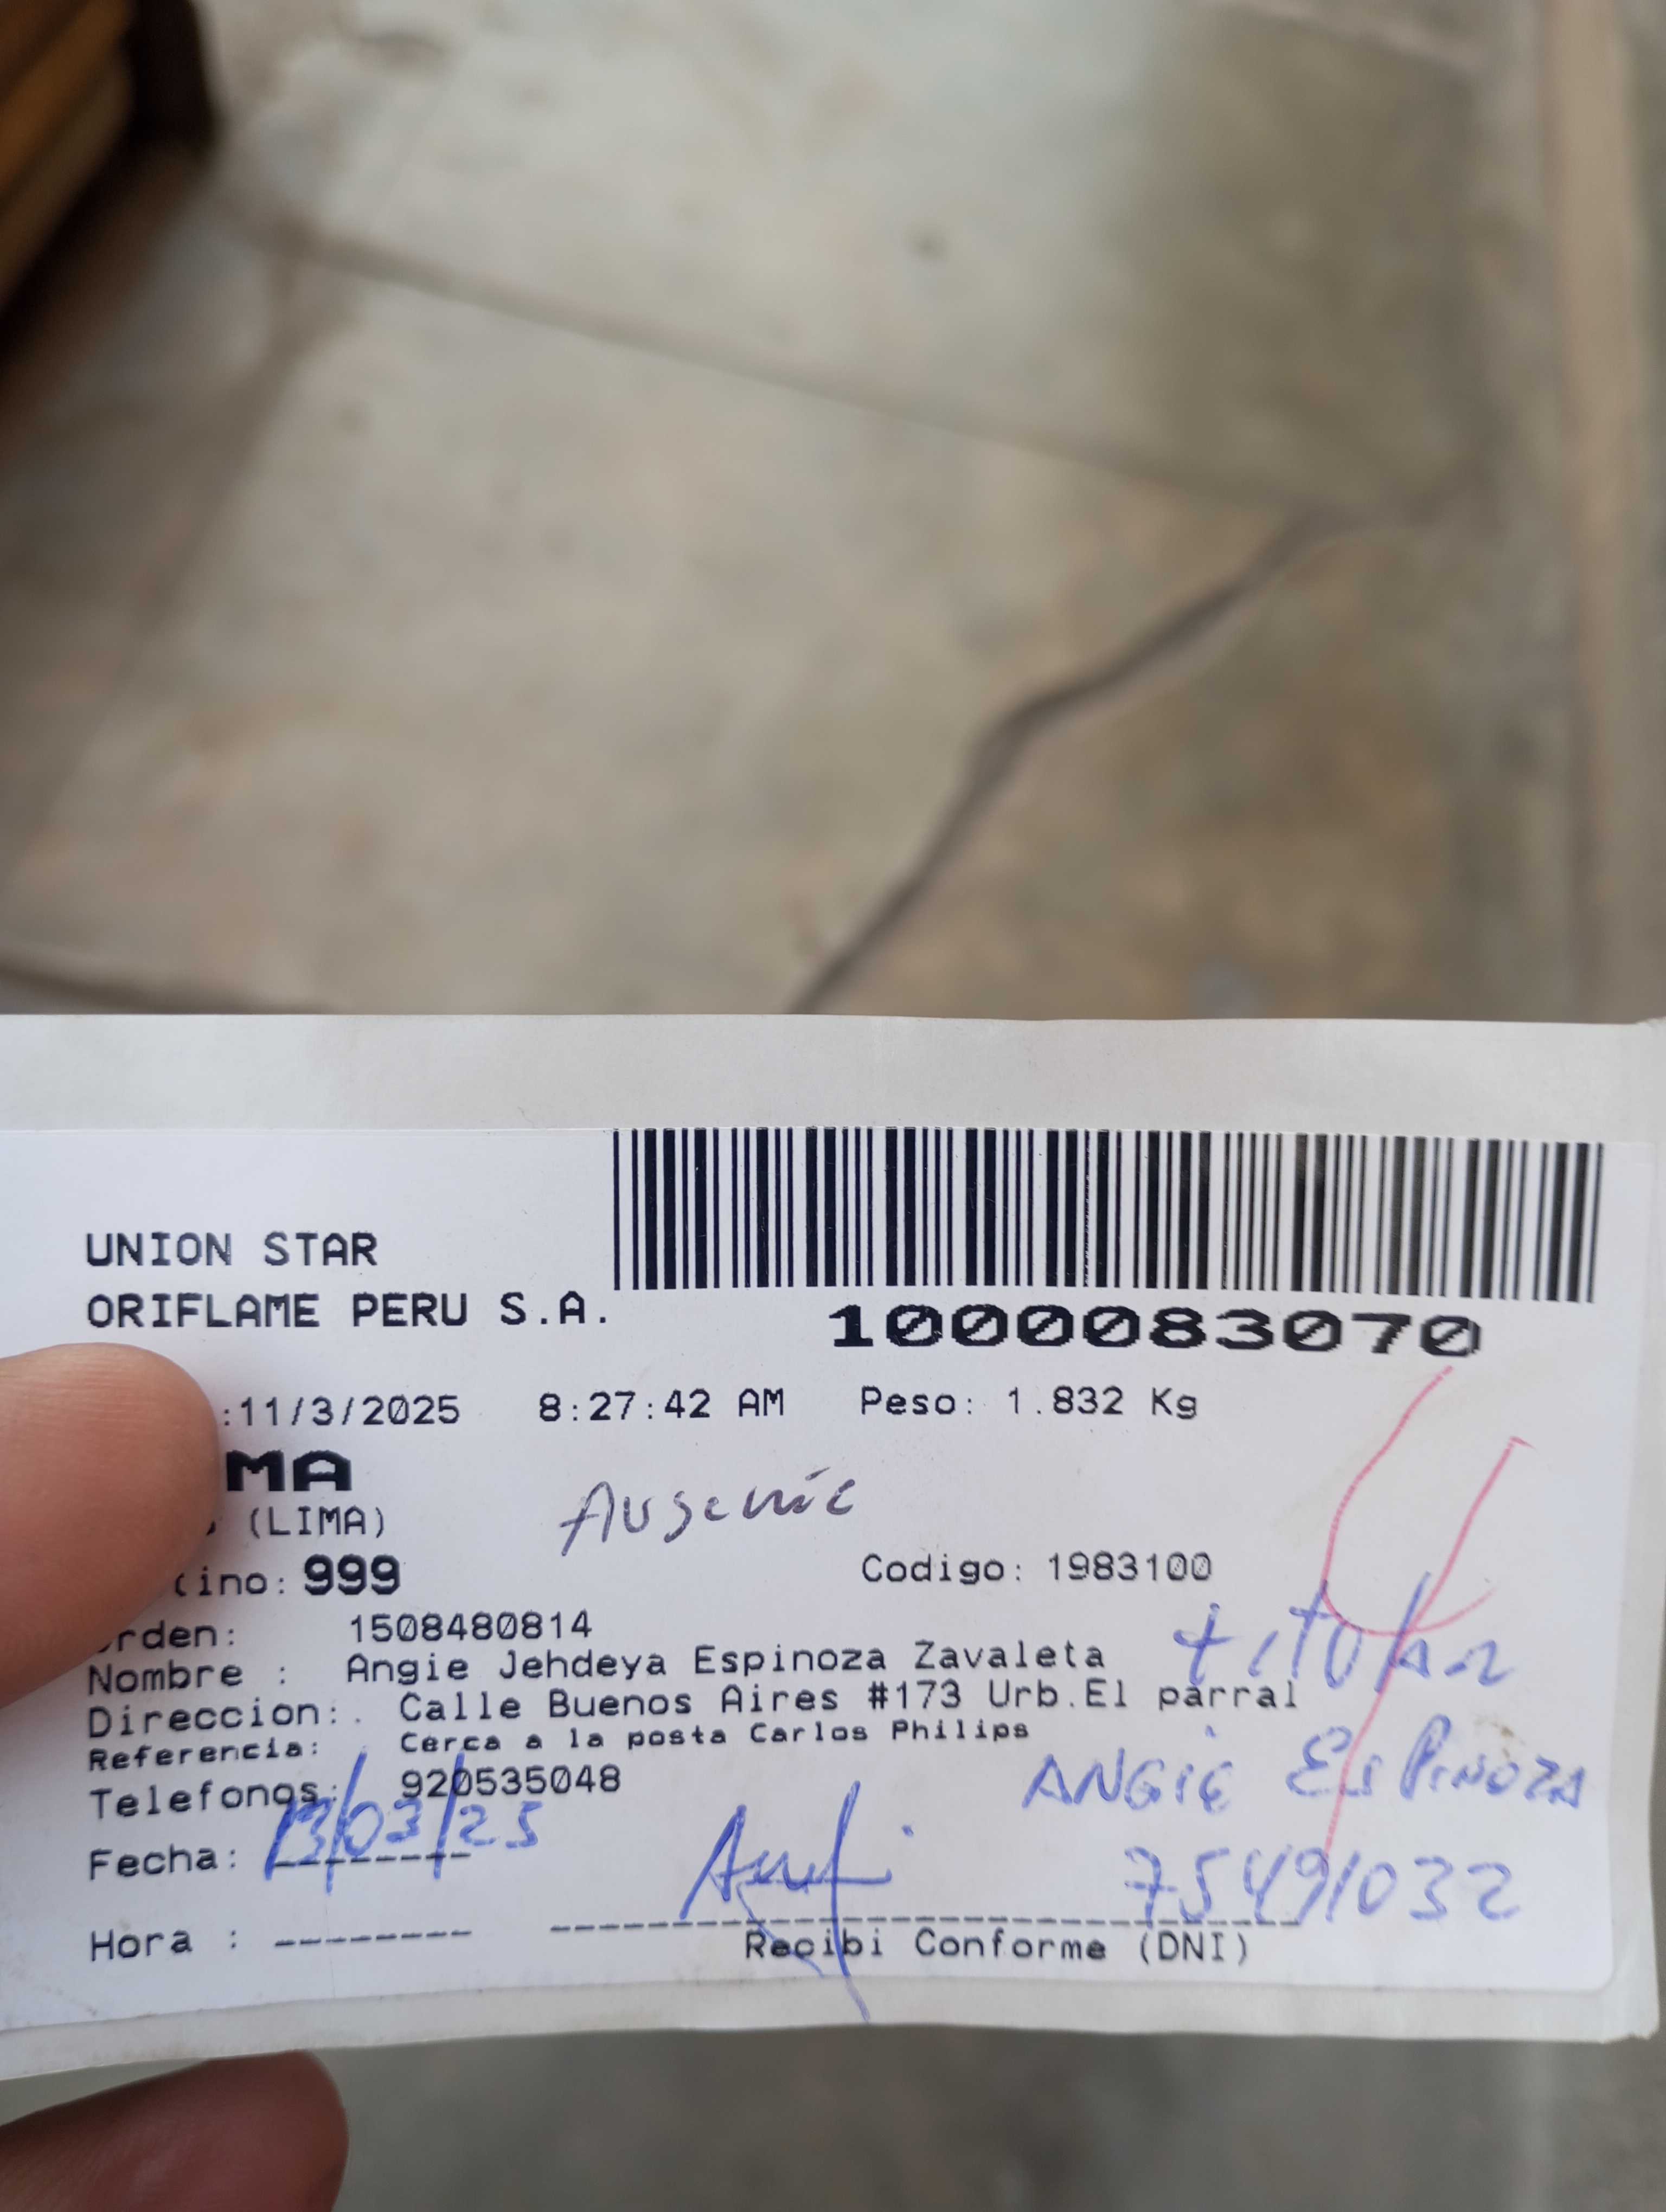 UNION STAR
ORIFLAME PERU S.A.
1000083070
:11/3/2025 8:27:42 AM Peso: 1.832 Kg
MA
(LIMA)
Ausente
ino: 999 Codigo: 1983100
rden: 1508480814
titular
Nombre : Angie Jehdeya Espinoza Zavaleta
Direccion:. Calle Buenos Aires #173 Urb.El parral
Referencia: Cerca a la posta Carlos Philips
ANGIE EsPINOZA
Telefonos: 920535048
Fecha: 13/03/25
75491032
Hora : --------
Recibi Conforme (DNI)